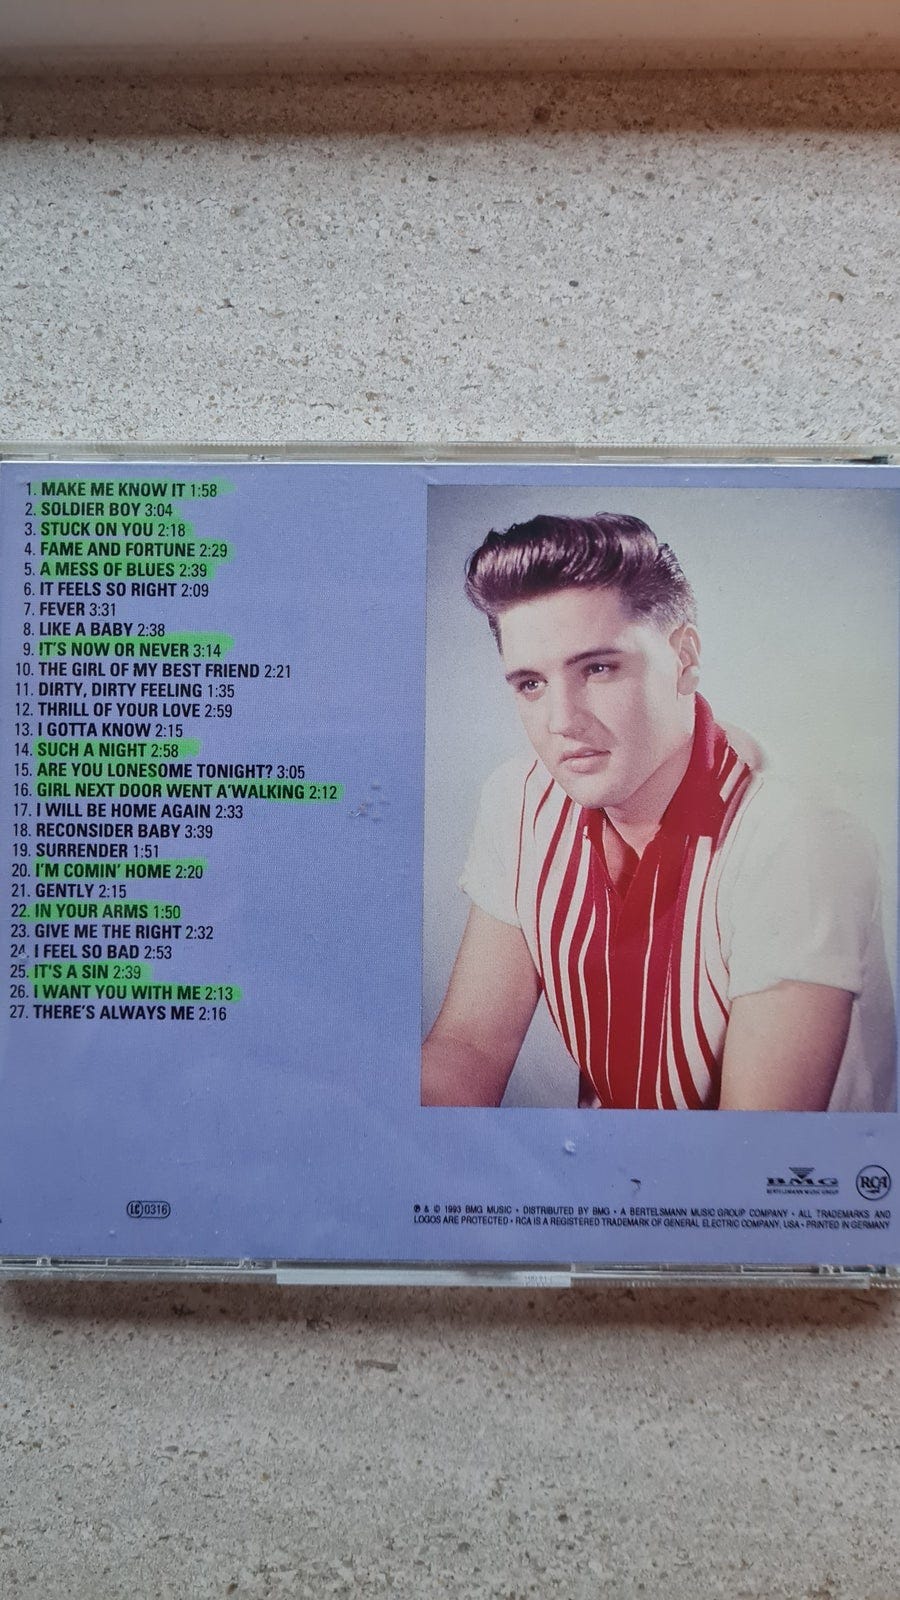 1. MAKE ME KNOW IT 1:58
2. SOLDIER BOY 3:04
3. STUCK ON YOU 2:18
4. FAME AND FORTUNE 2:29
5. A MESS OF BLUES 2:39
6. IT FEELS SO RIGHT 2:09
7. FEVER 3:31
8. LIKE A BABY 2:38
9. IT'S NOW OR NEVER 3:14
10. THE GIRL OF MY BEST FRIEND 2:21
11. DIRTY, DIRTY FEELING 1:35
12. THRILL OF YOUR LOVE 2:59
13. I GOTTA KNOW 2:15
14. SUCH A NIGHT 2:58
15. ARE YOU LONESOME TONIGHT? 3:05
16. GIRL NEXT DOOR WENT A'WALKING 2:12
17. I WILL BE HOME AGAIN 2:33
18. RECONSIDER BABY 3:39
19. SURRENDER 1:51
20. I'M COMIN' HOME 2:20
21. GENTLY 2:15
22. IN YOUR ARMS 1:50
23. GIVE ME THE RIGHT 2:32
24. I FEEL SO BAD 2:53
25. IT'S A SIN 2:39
26. I WANT YOU WITH ME 2:13
27. THERE'S ALWAYS ME 2:16
LC 0316
BMG
BERTELSMANN MUSIC GROUP
RCA
℗ & © 1993 BMG MUSIC • DISTRIBUTED BY BMG • A BERTELSMANN MUSIC GROUP COMPANY • ALL TRADEMARKS AND
LOGOS ARE PROTECTED • RCA IS A REGISTERED TRADEMARK OF GENERAL ELECTRIC COMPANY, USA • PRINTED IN GERMANY